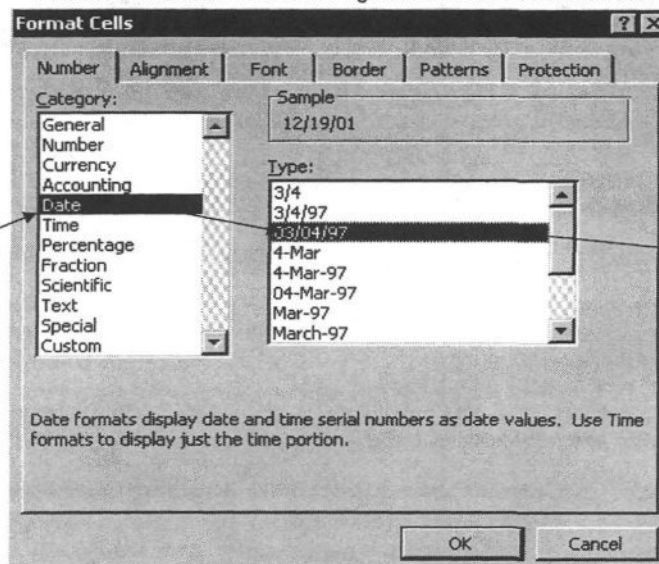 Format Cells
Number Alignment Font Border Patterns Protection
Category:
General
Number
Currency
Accounting
Date
Time
Percentage
Fraction
Scientific
Text
Special
Custom
Sample
12/19/01
Type:
3/4
3/4/97
03/04/97
4-Mar
4-Mar-97
04-Mar-97
Mar-97
March-97
Date formats display date and time serial numbers as date values. Use Time
formats to display just the time portion.
OK Cancel